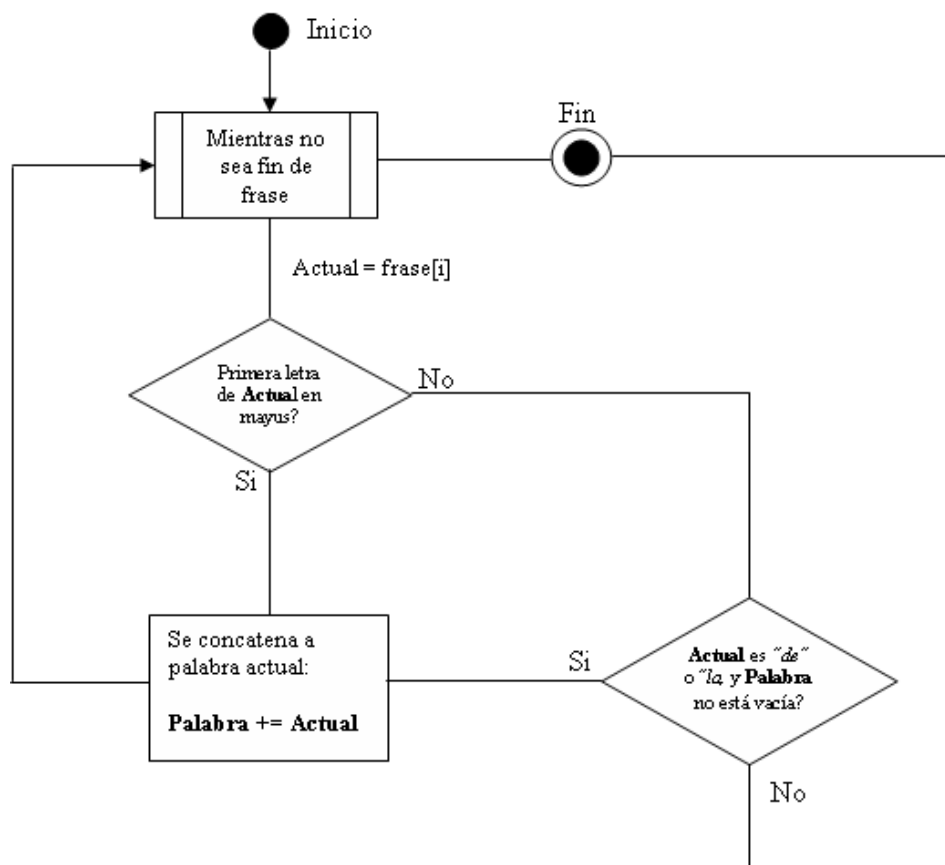 Inicio
Mientras no
sea fin de
frase
Fin
Actual = frase[i]
Primera letra
de Actual en
mayus?
No
Si
Se concatena a
palabra actual:
Palabra += Actual
Si
Actual es "de"
o "la, y Palabra
no está vacía?
No